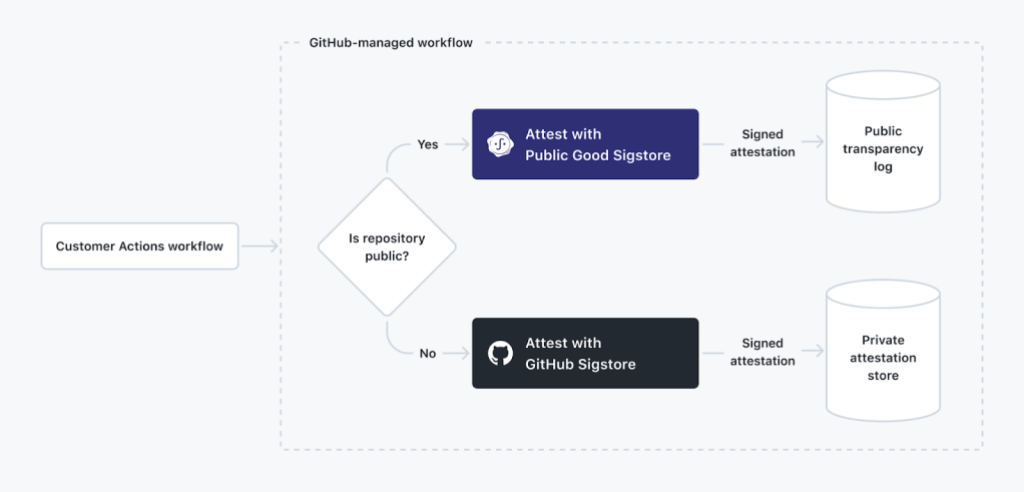 GitHub-managed workflow
Customer Actions workflow
Is repository
public?
Yes
Attest with
Public Good Sigstore
Signed
attestation
Public
transparency
log
No
Attest with
GitHub Sigstore
Signed
attestation
Private
attestation
store